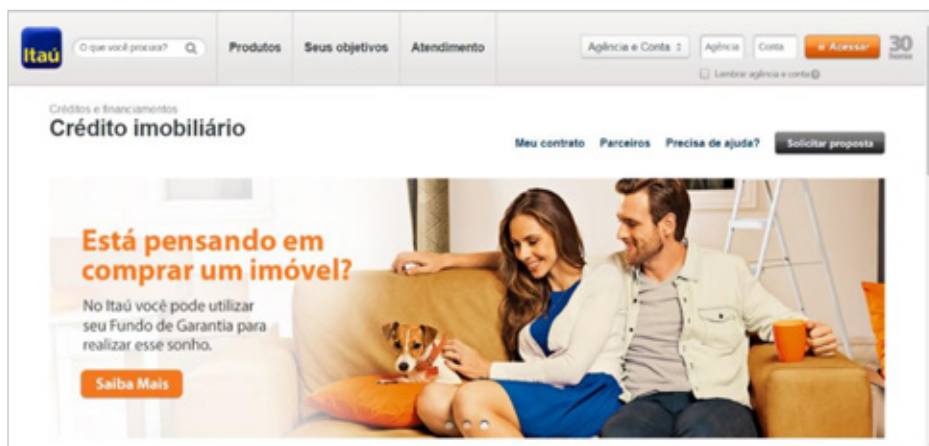 Itaú
O que você procura?
Produtos
Seus objetivos
Atendimento
Agência e Conta
Agência
Conta
Acessar
30
horas
Lembrar agência e conta
Créditos e financiamentos
Crédito imobiliário
Meu contrato
Parceiros
Precisa de ajuda?
Solicitar proposta
Está pensando em
comprar um imóvel?
No Itaú você pode utilizar
seu Fundo de Garantia para
realizar esse sonho.
Saiba Mais